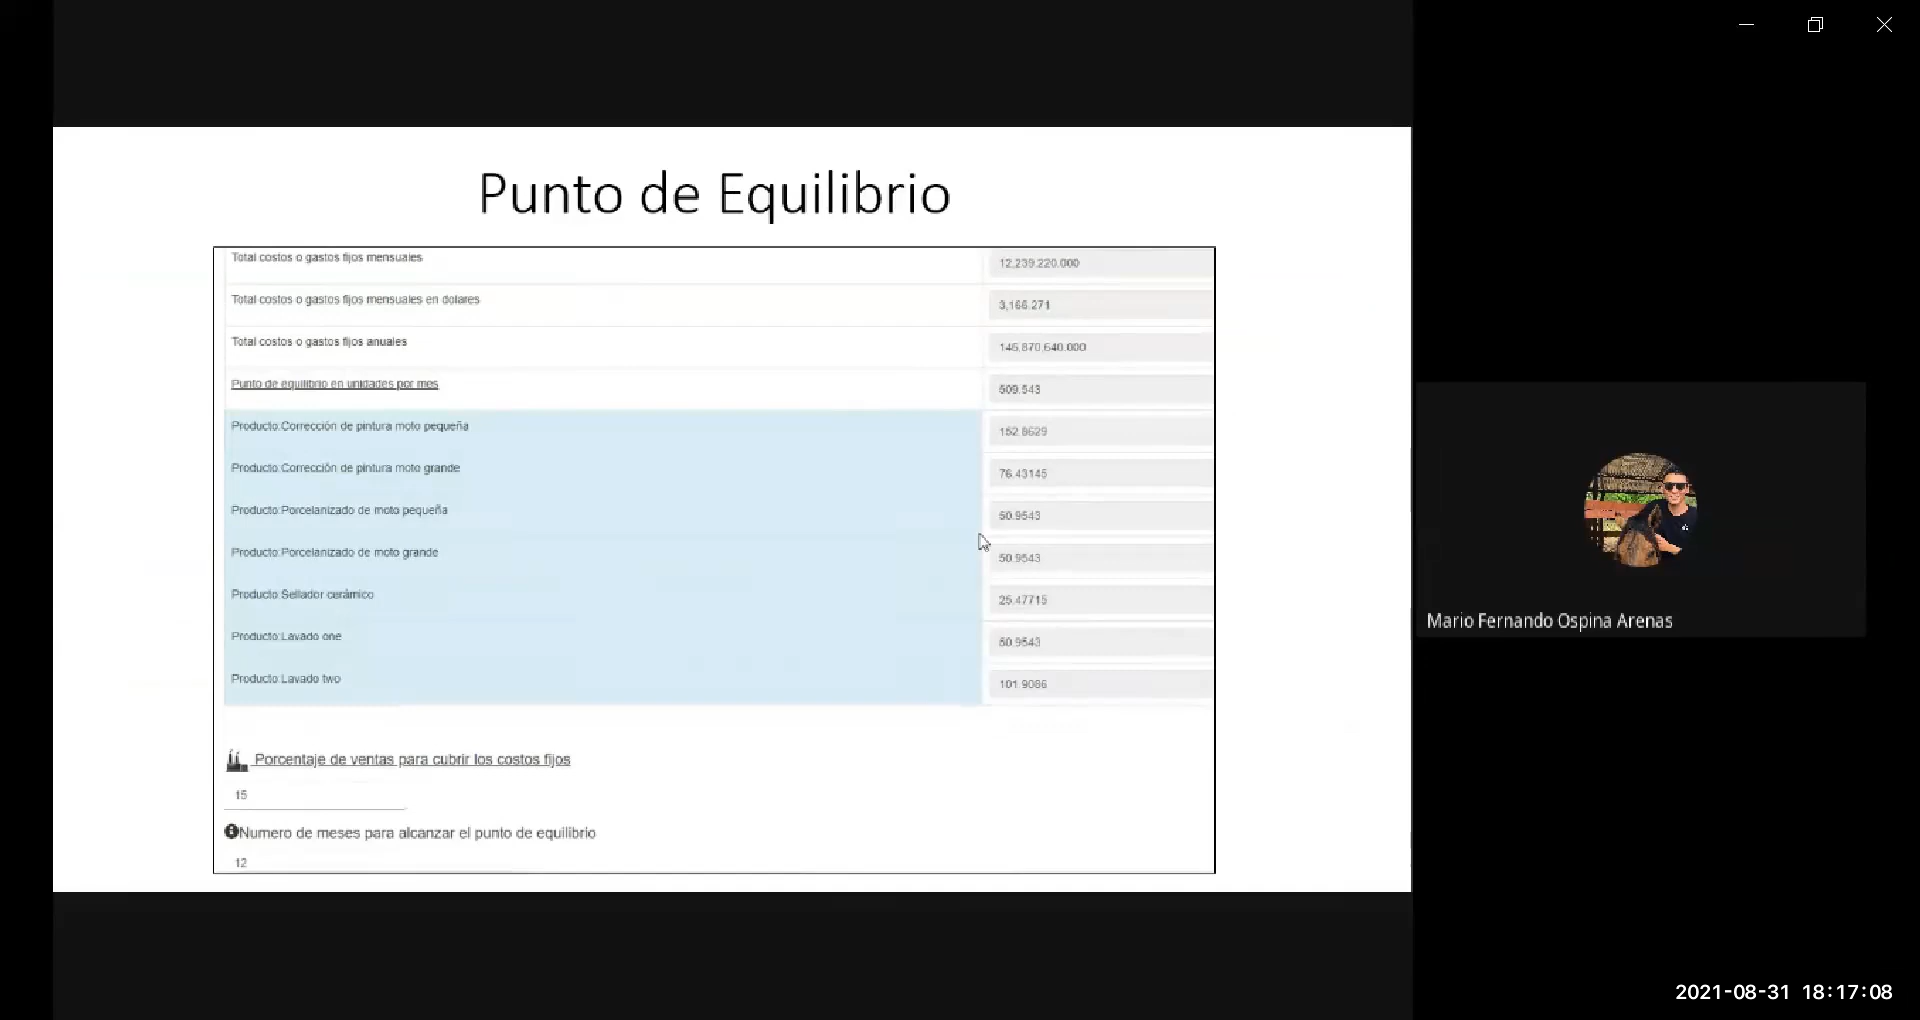 Punto de Equilibrio
Total costos o gastos fijos mensuales
12,239,220.000
Total costos o gastos fijos mensuales en dolares
3,166.271
Total costos o gastos fijos anuales
146,870,640.000
Punto de equilibrio en unidades por mes
509.543
Producto:Corrección de pintura moto pequeña
152.8629
Producto:Corrección de pintura moto grande
76.43145
Producto:Porcelanizado de moto pequeña
50.9543
Producto:Porcelanizado de moto grande
50.9543
Producto:Sellador cerámico
25.47715
Producto:Lavado one
50.9543
Producto:Lavado two
101.9086
Porcentaje de ventas para cubrir los costos fijos
15
Numero de meses para alcanzar el punto de equilibrio
12
Mario Fernando Ospina Arenas
2021-08-31 18:17:08